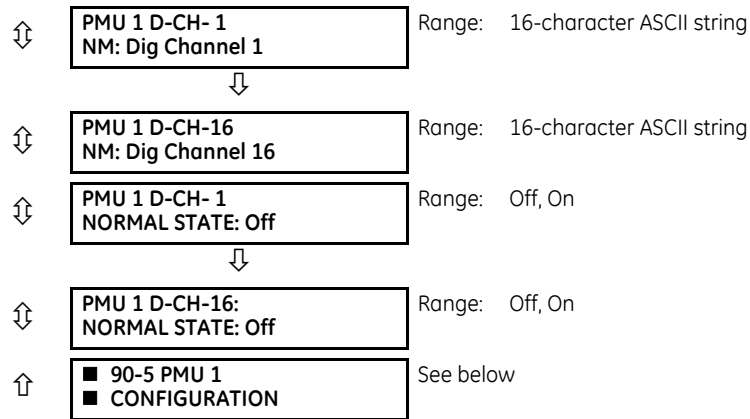 PMU 1 D-CH- 1
NM: Dig Channel 1
Range: 16-character ASCII string
PMU 1 D-CH-16
NM: Dig Channel 16
Range: 16-character ASCII string
PMU 1 D-CH- 1
NORMAL STATE: Off
Range: Off, On
PMU 1 D-CH-16:
NORMAL STATE: Off
Range: Off, On
■ 90-5 PMU 1
■ CONFIGURATION
See below